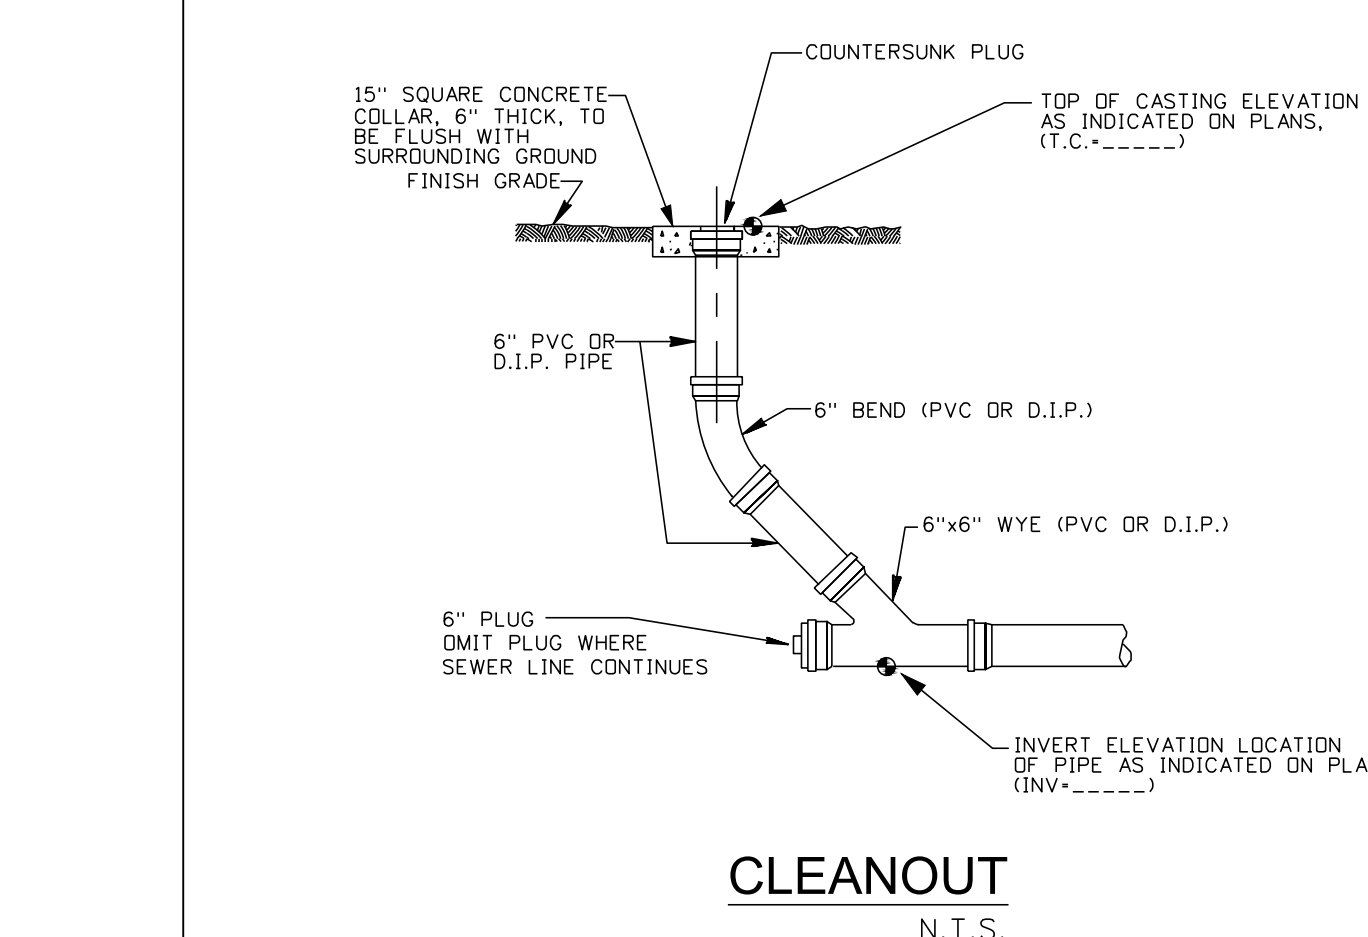 COUNTERSUNK PLUG
15" SQUARE CONCRETE
COLLAR, 6" THICK, TO
BE FLUSH WITH
SURROUNDING GROUND
FINISH GRADE
TOP OF CASTING ELEVATION
AS INDICATED ON PLANS,
(T.C.=_____)
6" PVC OR
D.I.P. PIPE
6" BEND (PVC OR D.I.P.)
6"x6" WYE (PVC OR D.I.P.)
6" PLUG
OMIT PLUG WHERE
SEWER LINE CONTINUES
INVERT ELEVATION LOCATION
OF PIPE AS INDICATED ON PLA
(INV=_____)
CLEANOUT
N.T.S.